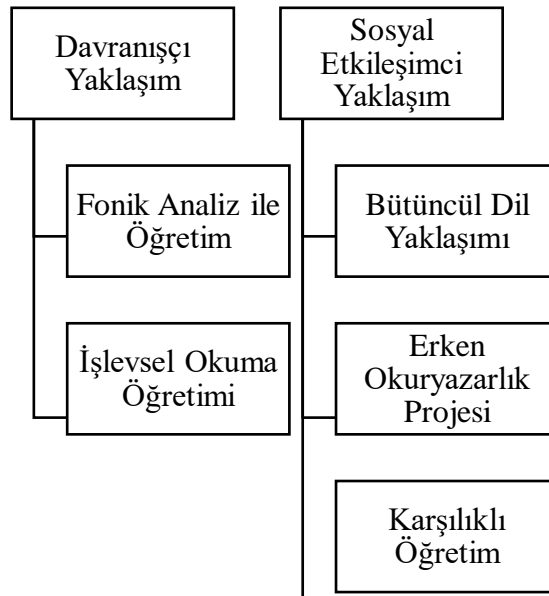 Davranışçı
Yaklaşım
Fonik Analiz ile
Öğretim
İşlevsel Okuma
Öğretimi
Sosyal
Etkileşimci
Yaklaşım
Bütüncül Dil
Yaklaşımı
Erken
Okuryazarlık
Projesi
Karşılıklı
Öğretim